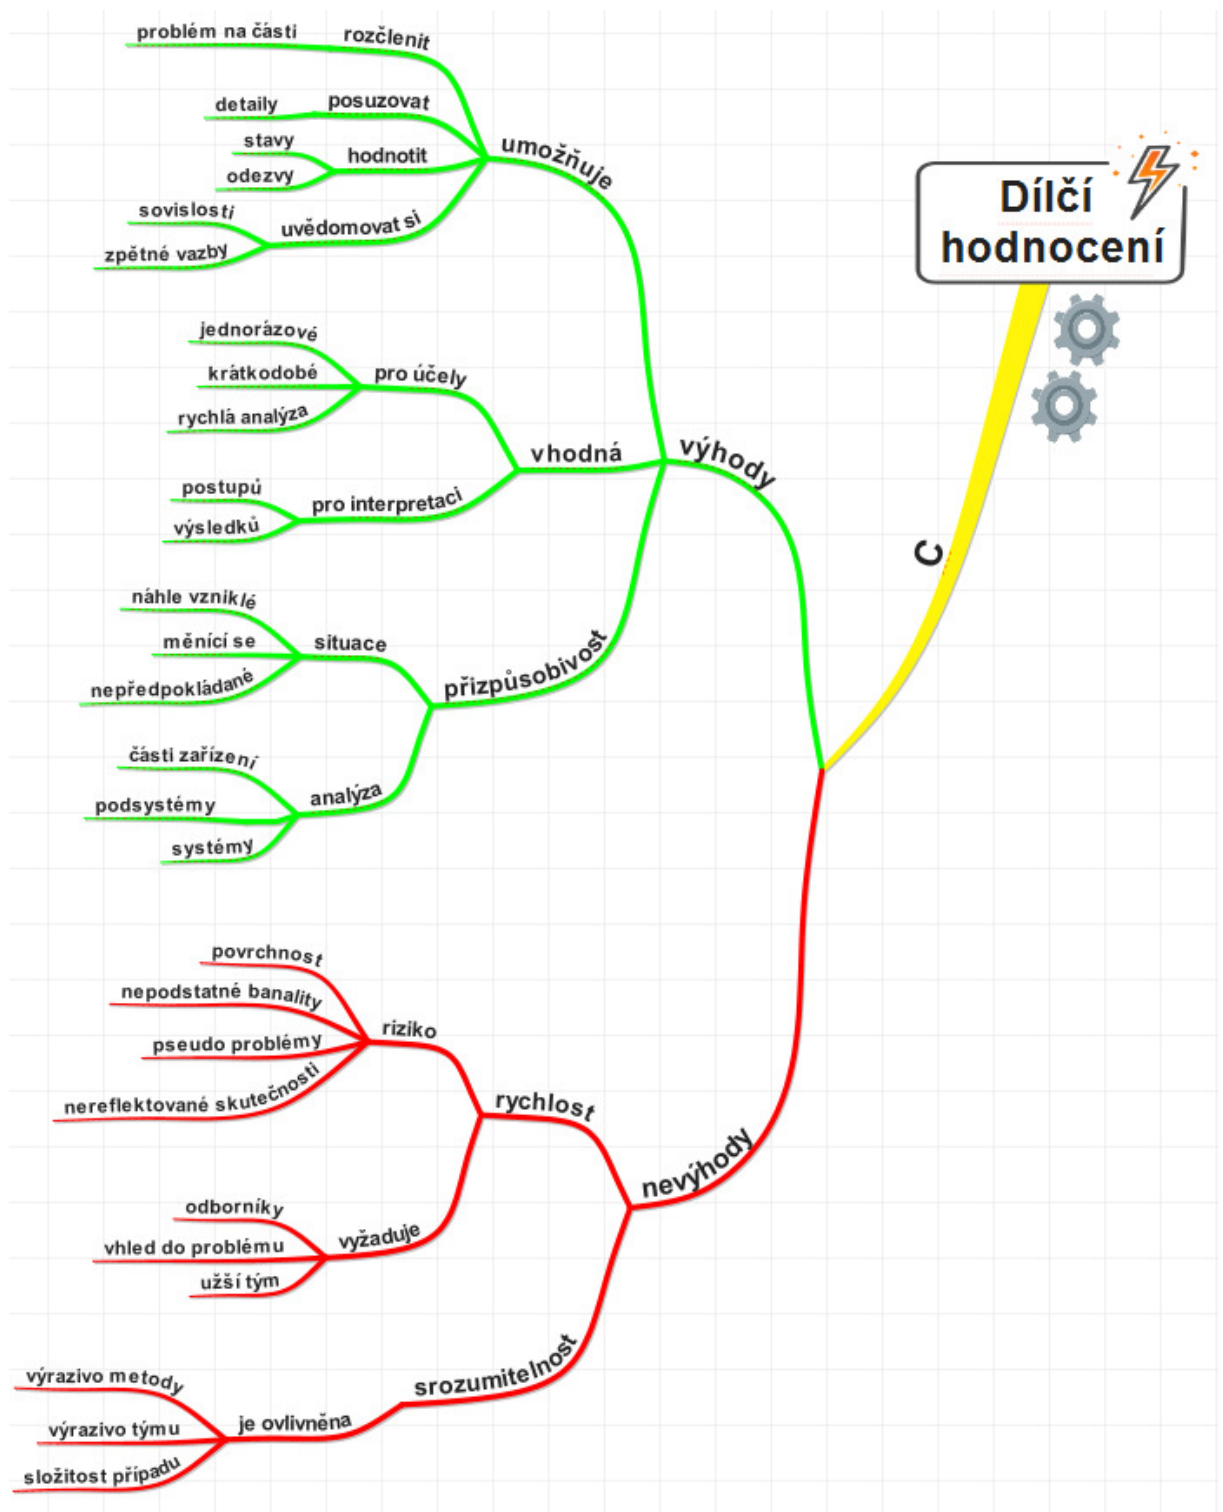 Dílčí
hodnocení
C
výhody
umožňuje
rozčlenit
problém na části
posuzovat
detaily
hodnotit
stavy
odezvy
uvědomovat si
sovislosti
zpětné vazby
vhodná
pro účely
jednorázové
krátkodobé
rychlá analýza
pro interpretaci
postupů
výsledků
přizpůsobivost
situace
náhle vzniklé
měnící se
nepředpokládané
analýza
části zařízení
podsystémy
systémy
nevýhody
rychlost
riziko
povrchnost
nepodstatné banality
pseudo problémy
nereflektované skutečnosti
vyžaduje
odborníky
vhled do problému
užší tým
srozumitelnost
je ovlivněna
výrazivo metody
výrazivo týmu
složitost případu